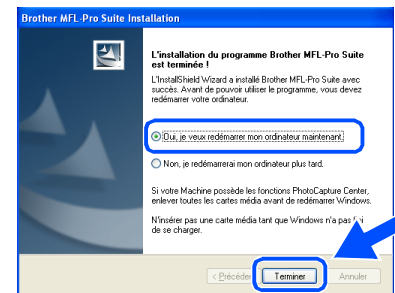 Brother MFL-Pro Suite Installation
L'installation du programme Brother MFL-Pro Suite
est terminée !
L'InstallShield Wizard a installé Brother MFL-Pro Suite avec
succès. Avant de pouvoir utiliser le programme, vous devez
redémarrer votre ordinateur.
Oui, je veux redémarrer mon ordinateur maintenant.
Non, je redémarrerai mon ordinateur plus tard.
Si votre Machine possède les fonctions PhotoCapture Center,
enlever toutes les cartes média avant de redémarrer Windows.
N'insérer pas une carte média tant que Windows n'a pas
de se charger.
< Précéden Terminer Annuler